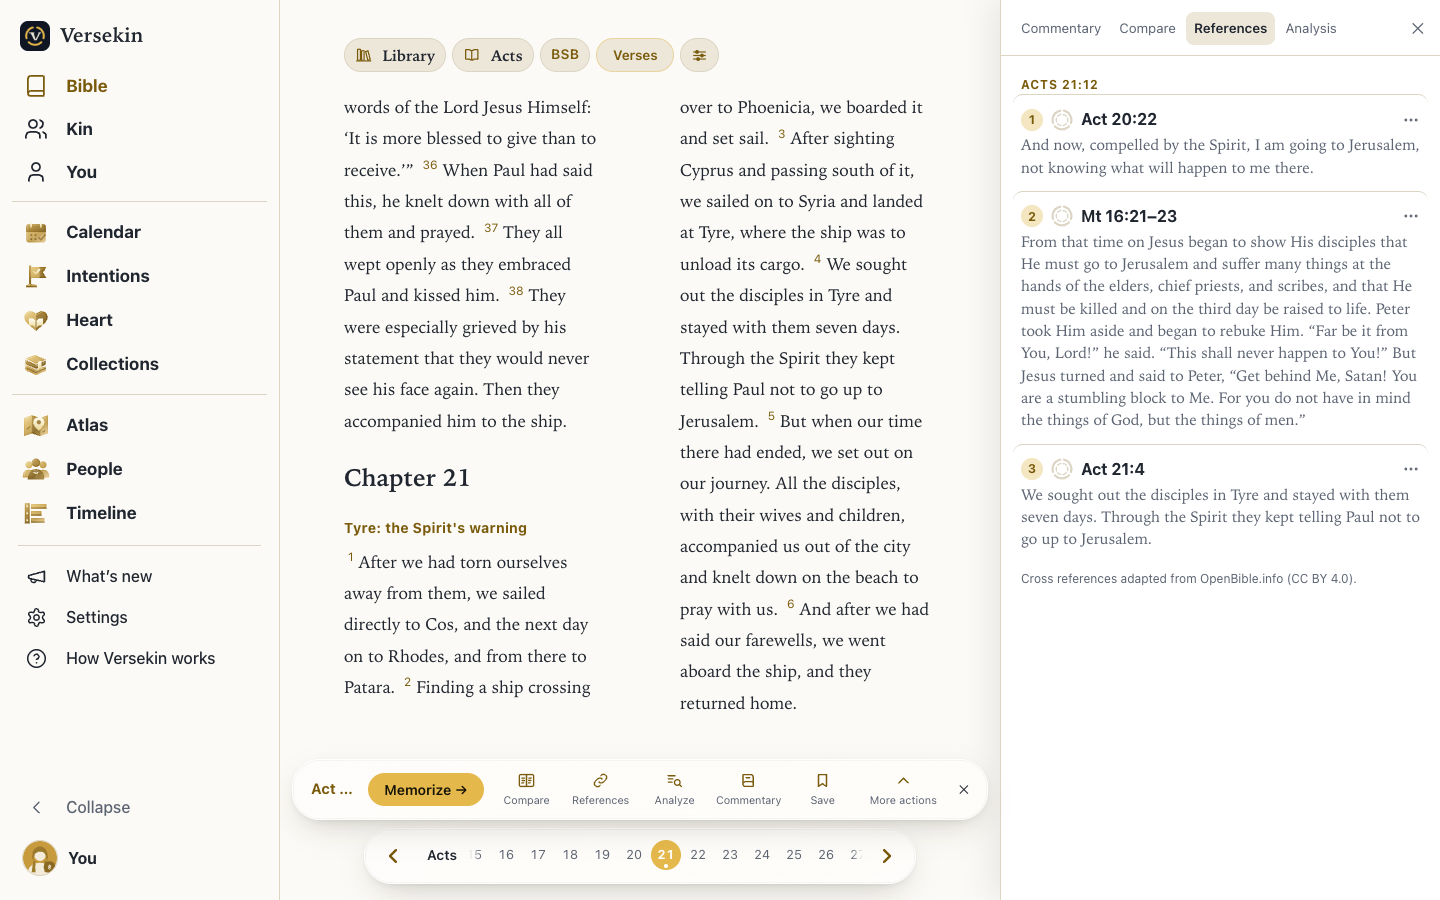 Versekin
Bible
Kin
You
Calendar
Intentions
Heart
Collections
Atlas
People
Timeline
What's new
Settings
How Versekin works
Collapse
You
Library
Acts
BSB
Verses
words of the Lord Jesus Himself:
‘It is more blessed to give than to
receive.’” 36 When Paul had said
this, he knelt down with all of
them and prayed. 37 They all
wept openly as they embraced
Paul and kissed him. 38 They
were especially grieved by his
statement that they would never
see his face again. Then they
accompanied him to the ship.
Chapter 21
Tyre: the Spirit's warning
1 After we had torn ourselves
away from them, we sailed
directly to Cos, and the next day
on to Rhodes, and from there to
Patara. 2 Finding a ship crossing
over to Phoenicia, we boarded it
and set sail. 3 After sighting
Cyprus and passing south of it,
we sailed on to Syria and landed
at Tyre, where the ship was to
unload its cargo. 4 We sought
out the disciples in Tyre and
stayed with them seven days.
Through the Spirit they kept
telling Paul not to go up to
Jerusalem. 5 But when our time
there had ended, we set out on
our journey. All the disciples,
with their wives and children,
accompanied us out of the city
and knelt down on the beach to
pray with us. 6 And after we had
said our farewells, we went
aboard the ship, and they
returned home.
Act ...
Memorize →
Compare
References
Analyze
Commentary
Save
More actions
Acts 15 16 17 18 19 20 21 22 23 24 25 26
Commentary
Compare
References
Analysis
ACTS 21:12
1 Act 20:22
And now, compelled by the Spirit, I am going to Jerusalem,
not knowing what will happen to me there.
2 Mt 16:21–23
From that time on Jesus began to show His disciples that
He must go to Jerusalem and suffer many things at the
hands of the elders, chief priests, and scribes, and that He
must be killed and on the third day be raised to life. Peter
took Him aside and began to rebuke Him. “Far be it from
You, Lord!” he said. “This shall never happen to You!” But
Jesus turned and said to Peter, “Get behind Me, Satan! You
are a stumbling block to Me. For you do not have in mind
the things of God, but the things of men.”
3 Act 21:4
We sought out the disciples in Tyre and stayed with them
seven days. Through the Spirit they kept telling Paul not to
go up to Jerusalem.
Cross references adapted from OpenBible.info (CC BY 4.0).